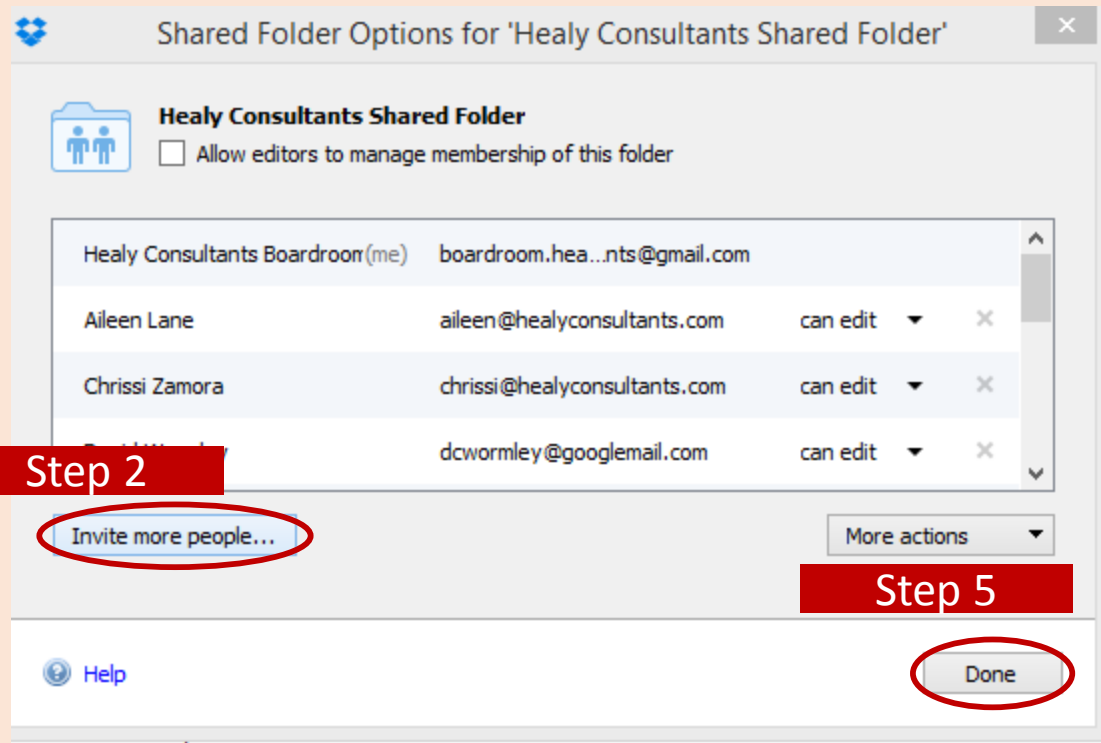 Shared Folder Options for 'Healy Consultants Shared Folder'
Healy Consultants Shared Folder
Allow editors to manage membership of this folder
Healy Consultants Boardroom (me) boardroom.hea...nts@gmail.com
Aileen Lane aileen@healyconsultants.com can edit
Chrissi Zamora chrissi@healyconsultants.com can edit
dcwormley@googlemail.com can edit
Step 2
Invite more people...
More actions
Step 5
Help
Done